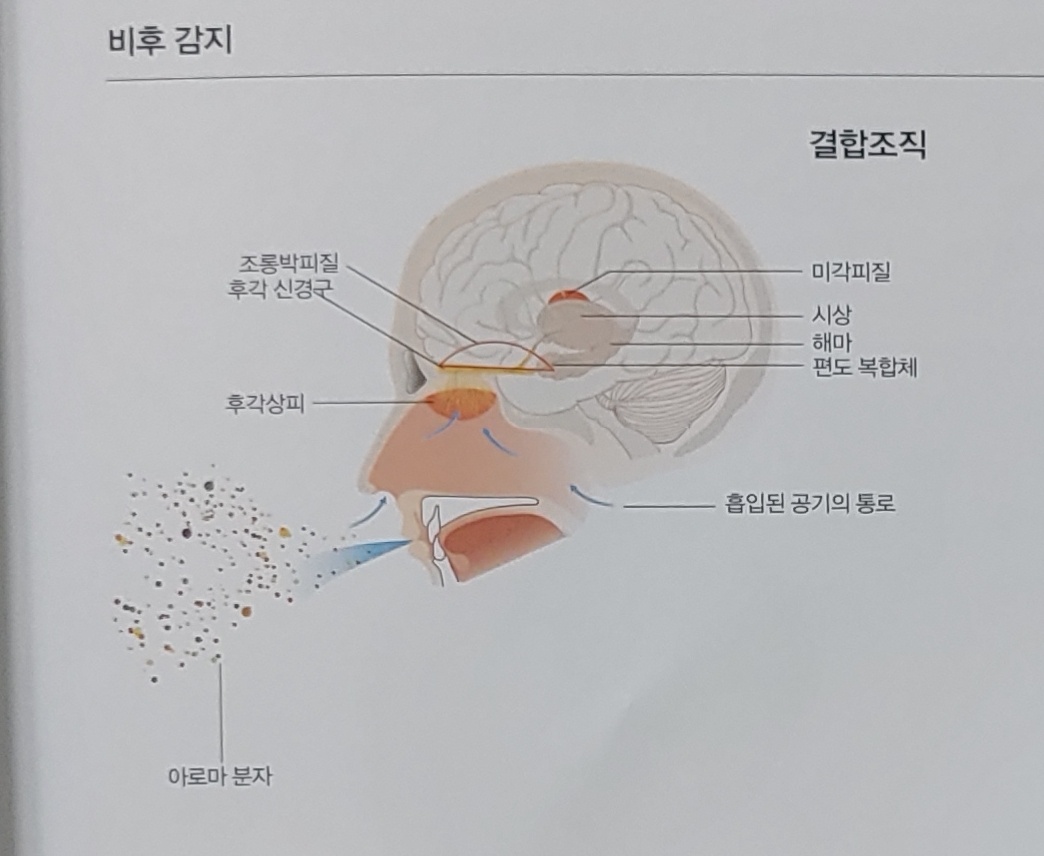 비후 감지
결합조직
조롱박피질
후각 신경구
후각상피
미각피질
시상
해마
편도 복합체
흡입된 공기의 통로
아로마 분자